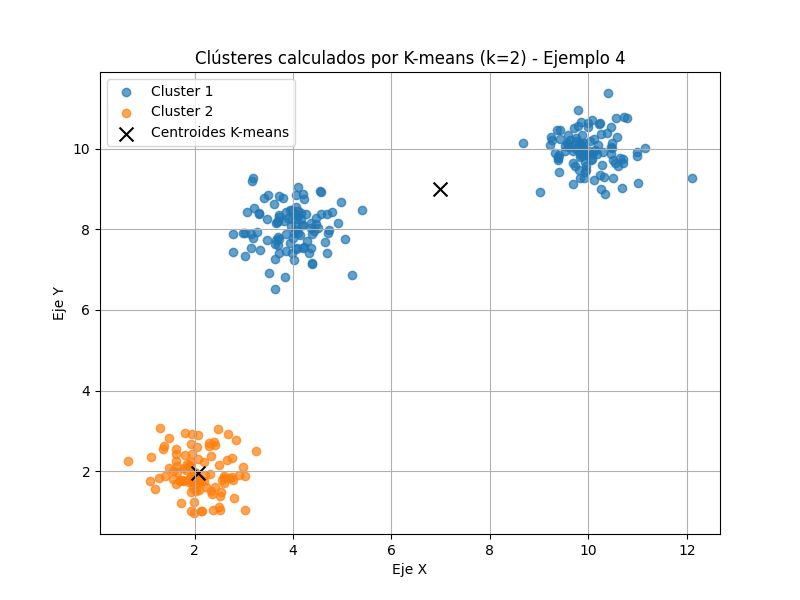 Clústeres calculados por K-means (k=2) - Ejemplo 4
Cluster 1
Cluster 2
Centroides K-means
Eje Y
10
8
6
4
2
2 4 6 8 10 12
Eje X